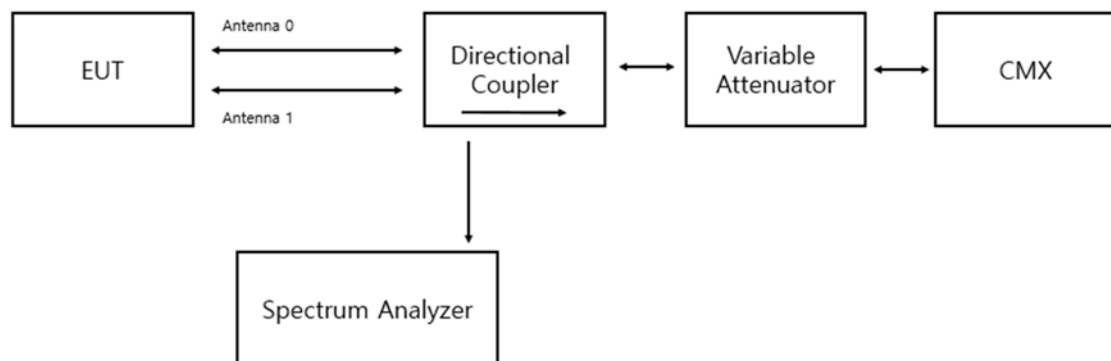 Antenna 0
EUT
Antenna 1
Directional
Coupler
Variable
Attenuator
CMX
Spectrum Analyzer